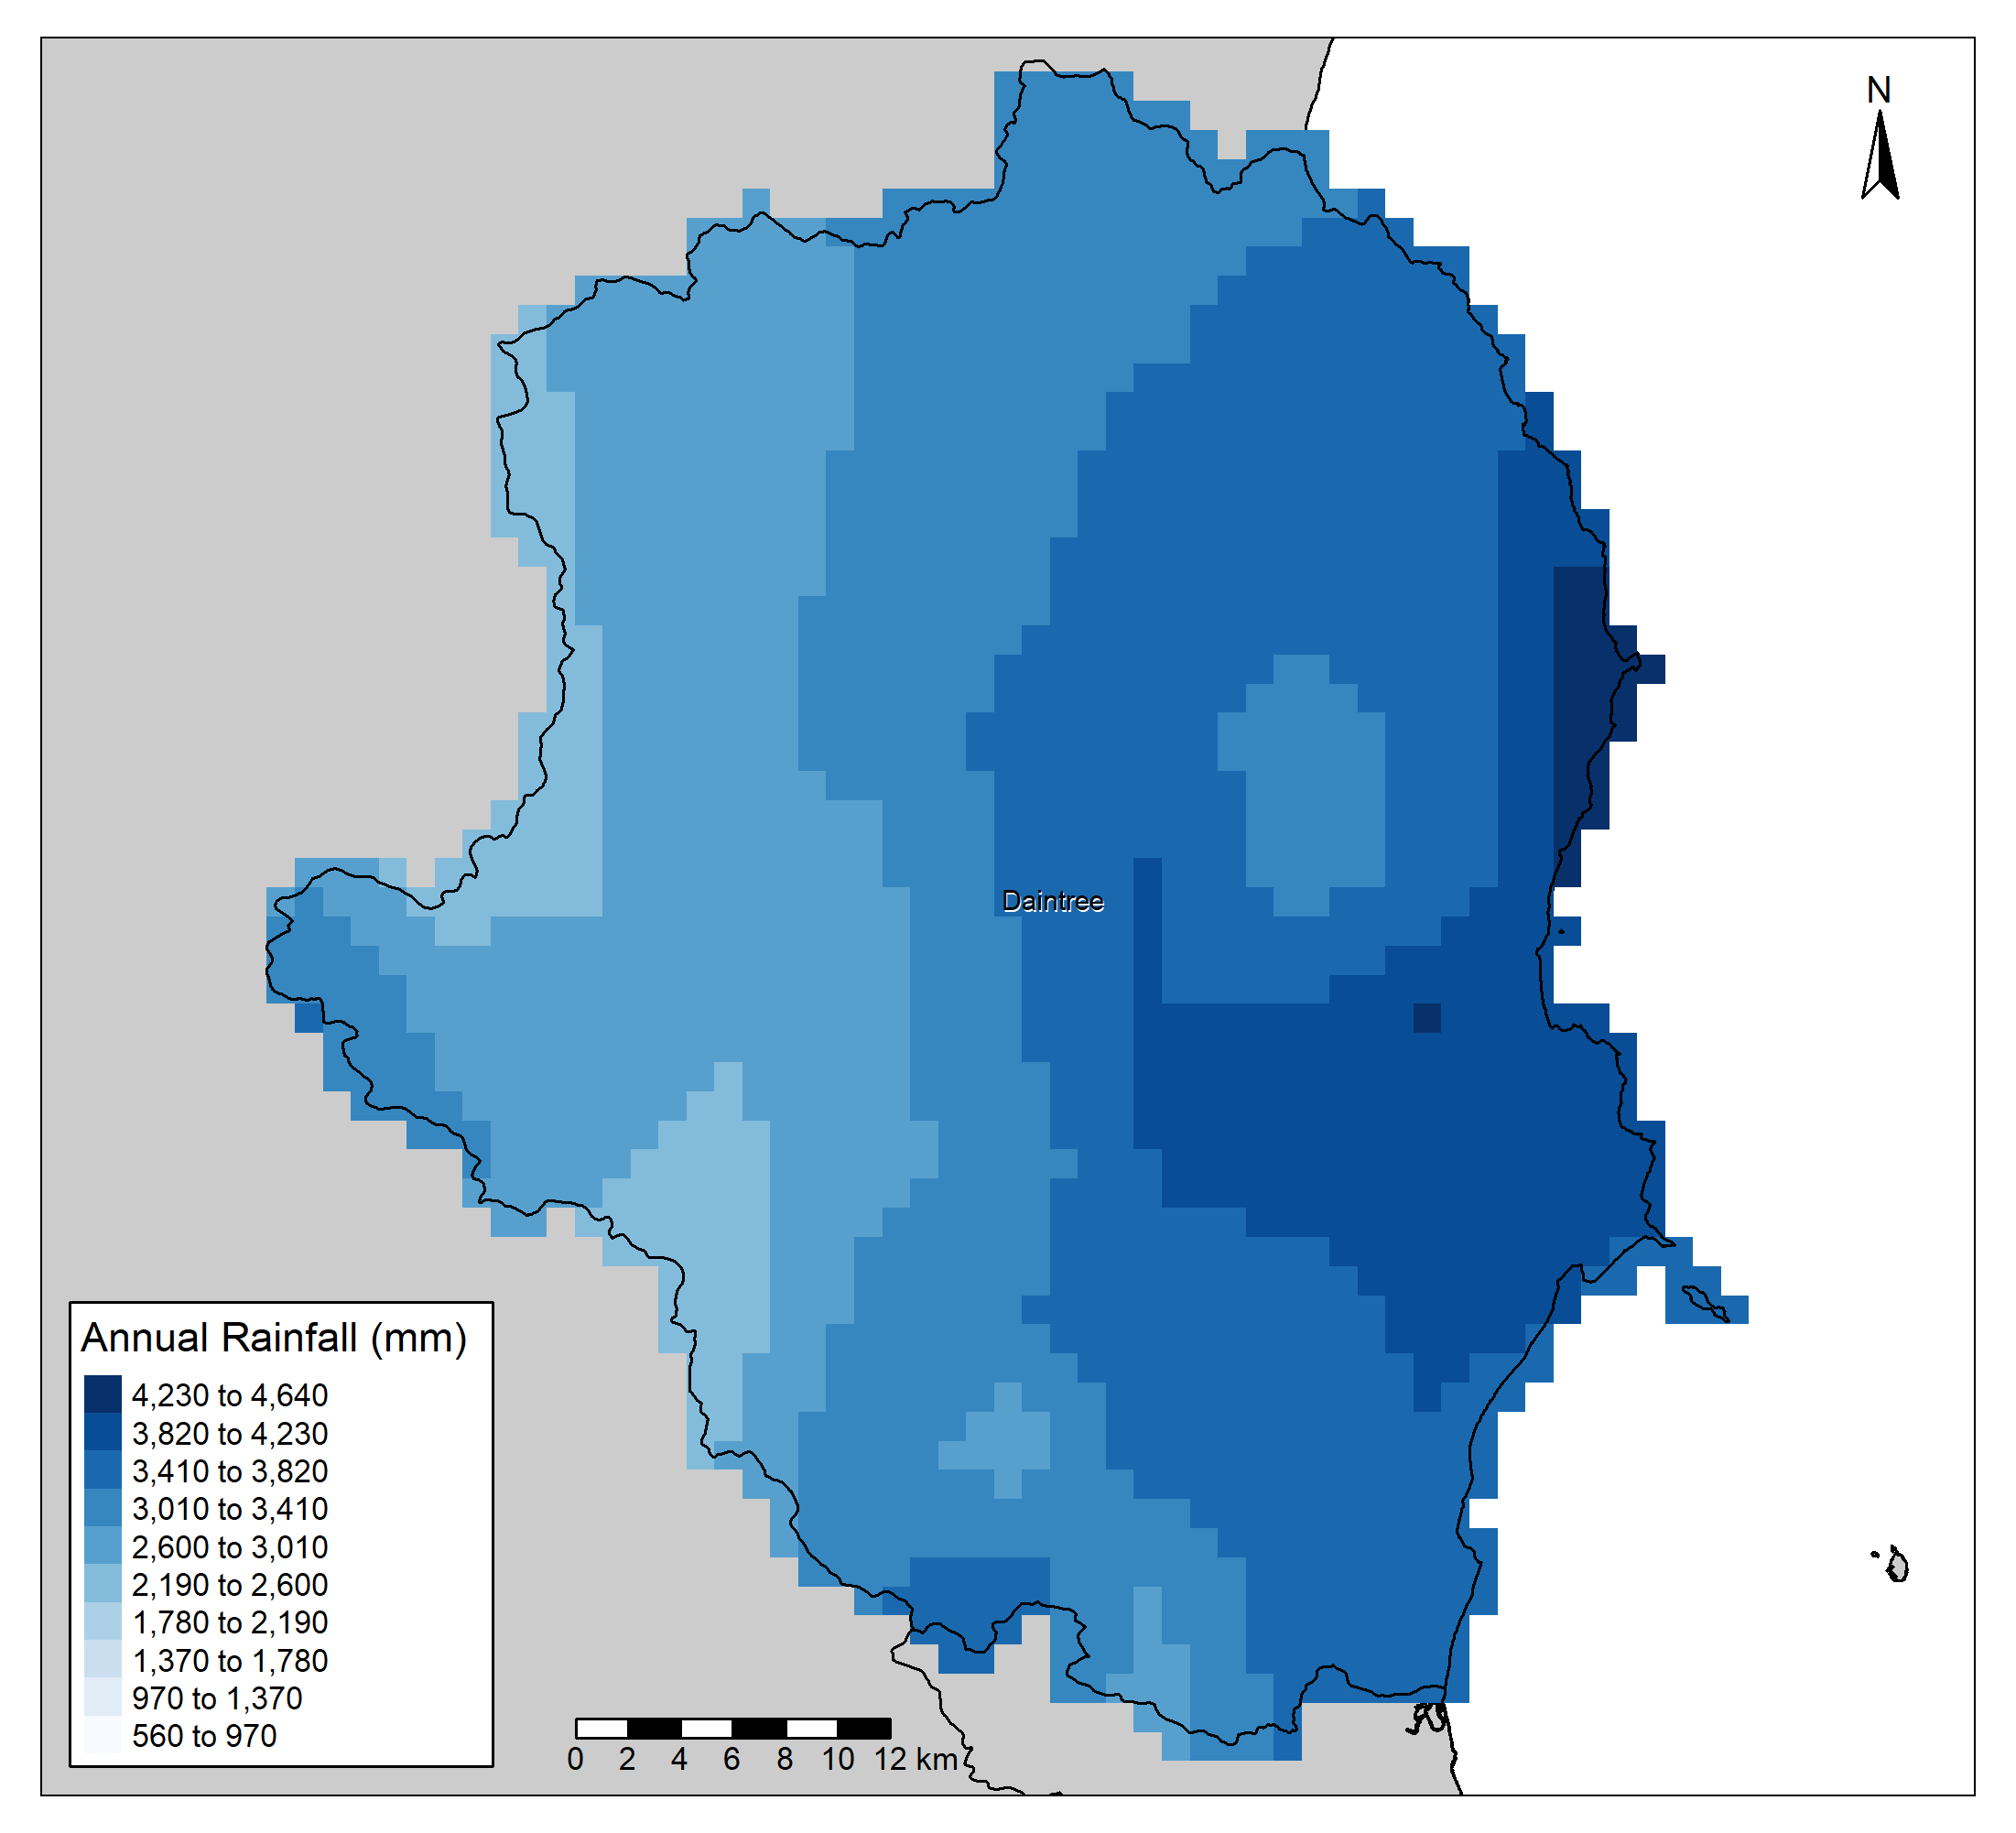 N
Daintree
Annual Rainfall (mm)
4,230 to 4,640
3,820 to 4,230
3,410 to 3,820
3,010 to 3,410
2,600 to 3,010
2,190 to 2,600
1,780 to 2,190
1,370 to 1,780
970 to 1,370
560 to 970
0 2 4 6 8 10 12 km